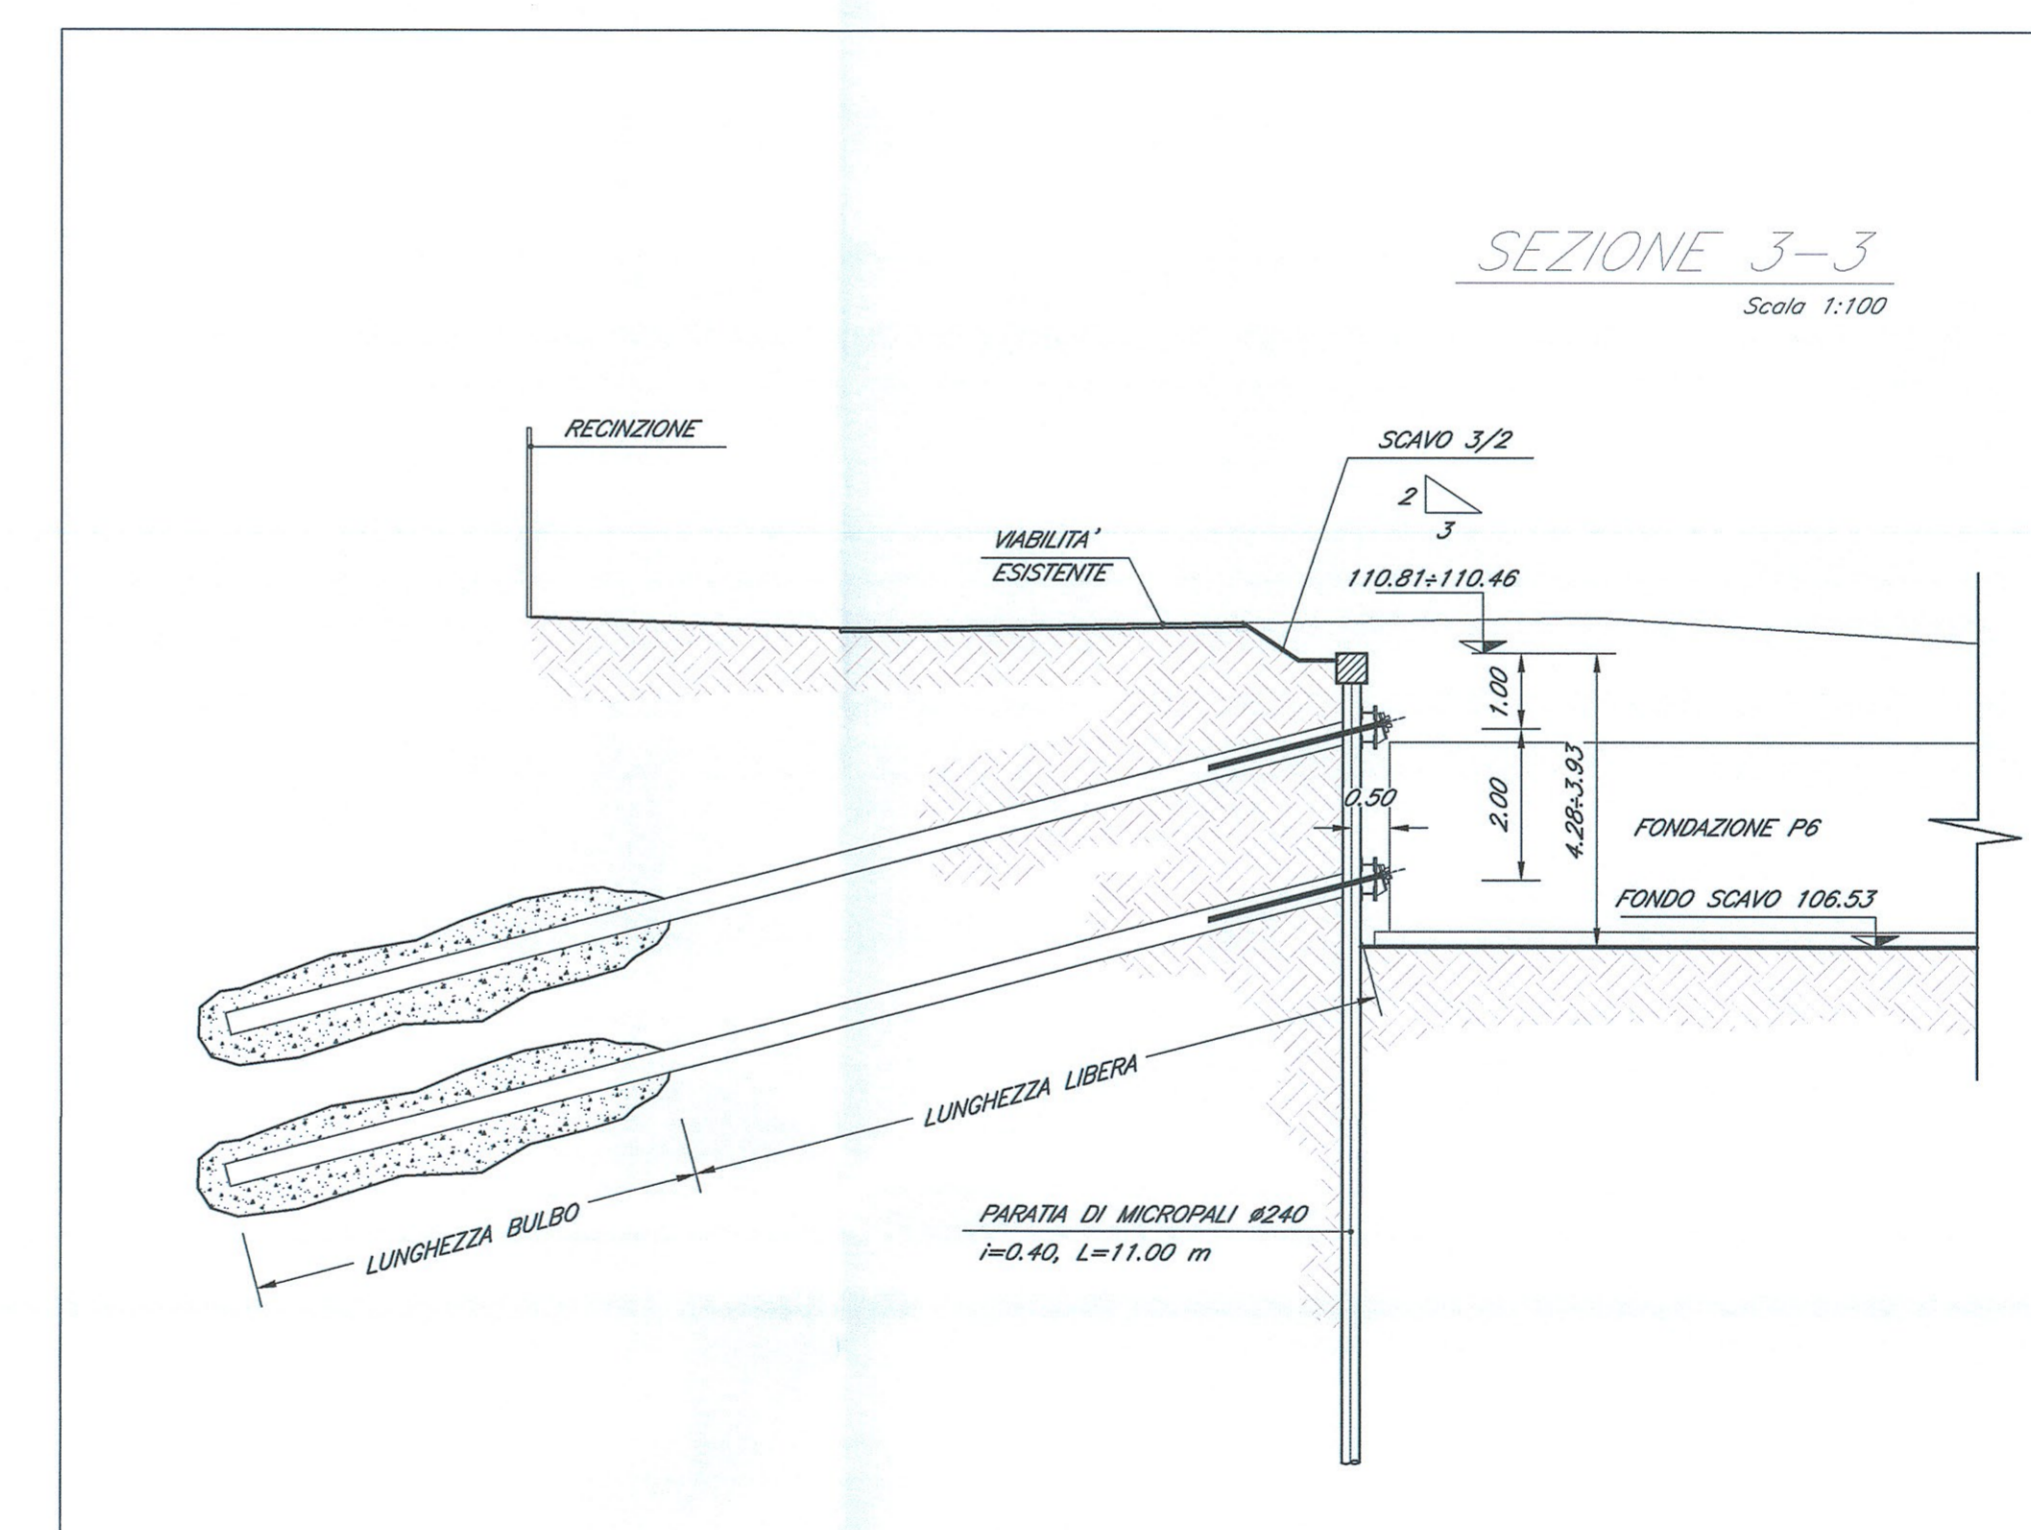 SEZIONE 3-3
Scala 1:100
RECINZIONE
SCAVO 3/2
2
3
VIABILITA'
ESISTENTE
110.81÷110.46
1.00
0.50
2.00
4.28÷3.93
FONDAZIONE P6
FONDO SCAVO 106.53
LUNGHEZZA LIBERA
LUNGHEZZA BULBO
PARATIA DI MICROPALI ø240
i=0.40, L=11.00 m